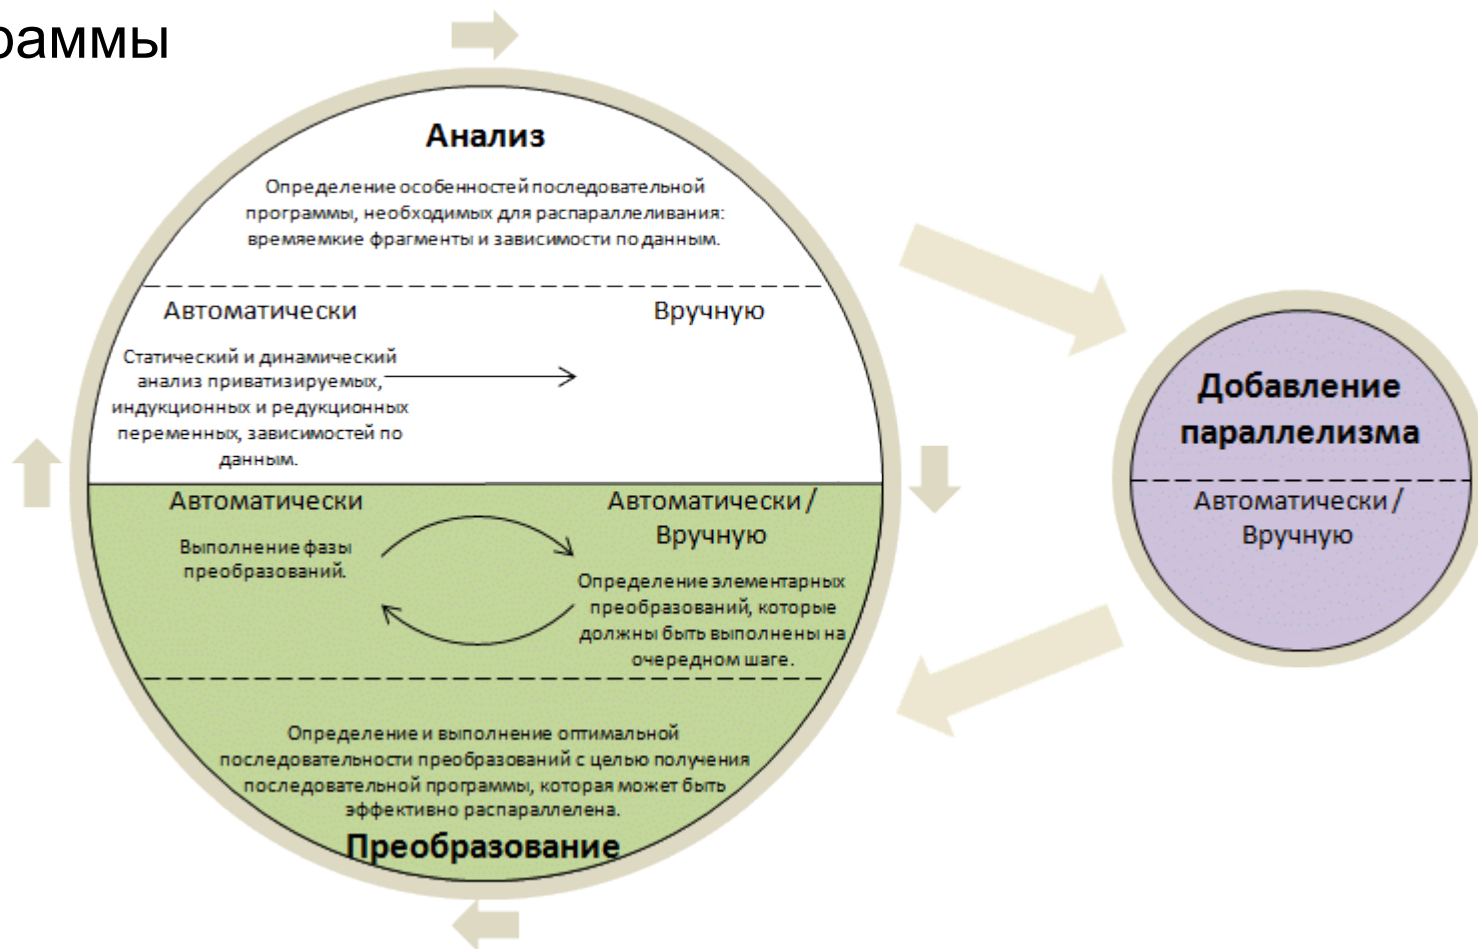 раммы
Анализ
Определение особенностей последовательной
программы, необходимых для распараллеливания:
времяемкие фрагменты и зависимости по данным.
Автоматически
Вручную
Статический и динамический
анализ приватизируемых,
индукционных и редукционных
переменных, зависимостей по
данным.
Автоматически
Выполнение фазы
преобразований.
Автоматически /
Вручную
Определение элементарных
преобразований, которые
должны быть выполнены на
очередном шаге.
Определение и выполнение оптимальной
последовательности преобразований с целью получения
последовательной программы, которая может быть
эффективно распараллелена.
Преобразование
Добавление
параллелизма
Автоматически /
Вручную